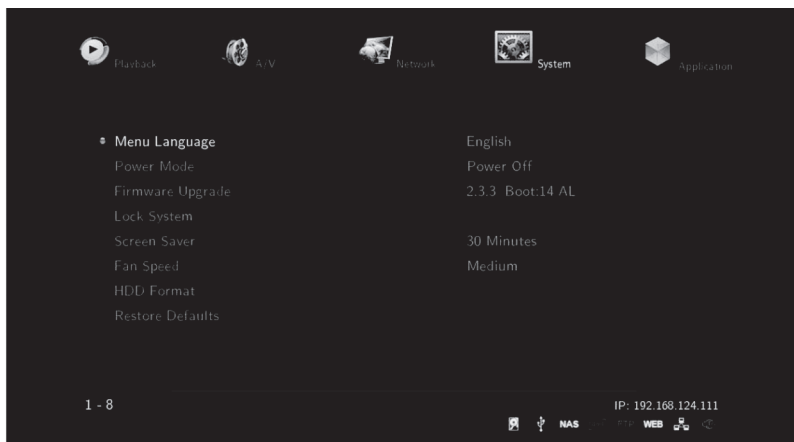 Playback A/V Network System Application
Menu Language English
Power Mode Power Off
Firmware Upgrade 2.3.3 Boot:14 AL
Lock System
Screen Saver 30 Minutes
Fan Speed Medium
HDD Format
Restore Defaults
1 - 8 IP: 192.168.124.111
NAS FTP WEB